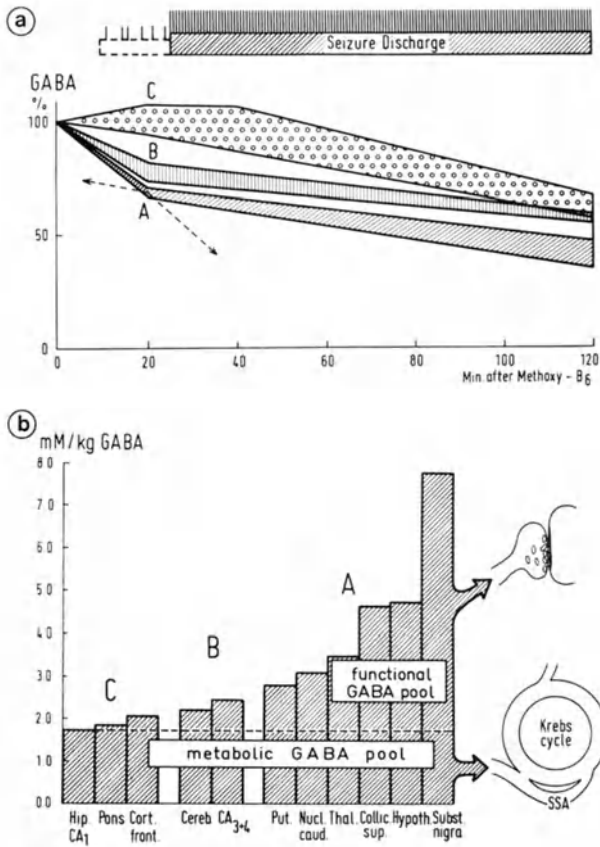 a
Seizure Discharge
GABA
%
100
50
0
C
B
A
0 20 40 60 80 100 120
Min. after Methoxy - B6
b
mM/kg GABA
8.0
7.0
6.0
5.0
4.0
3.0
2.0
1.0
0.0
A
B
C
functional
GABA pool
metabolic GABA pool
Krebs
cycle
SSA
Hip. Pons Cort. Cereb. CA3+4 Put. Nucl. Thal. Collic. Hypoth. Subst.
CA1 front. caud. sup. nigra